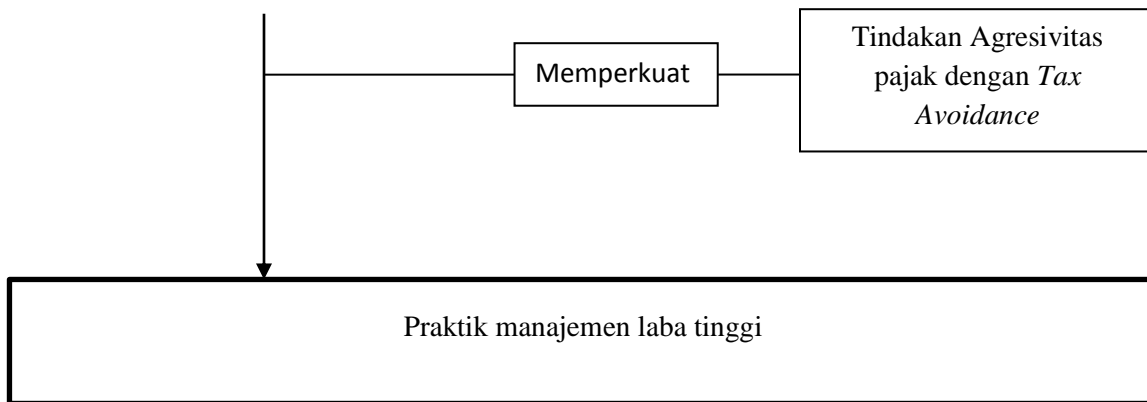 Memperkuat
Tindakan Agresivitas
pajak dengan Tax
Avoidance
Praktik manajemen laba tinggi